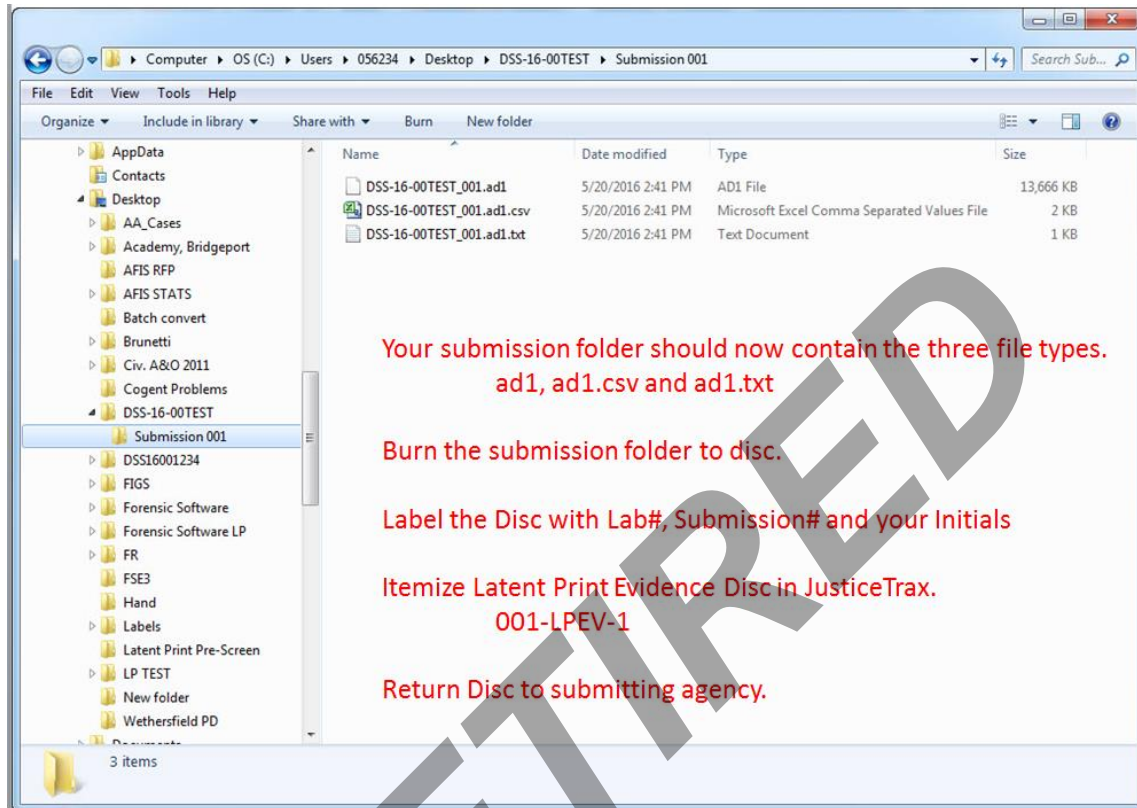 Computer ▸ OS (C:) ▸ Users ▸ 056234 ▸ Desktop ▸ DSS-16-00TEST ▸ Submission 001
Search Sub...
File Edit View Tools Help
Organize Include in library Share with Burn New folder
AppData
Contacts
Desktop
AA_Cases
Academy, Bridgeport
AFIS RFP
AFIS STATS
Batch convert
Brunetti
Civ. A&O 2011
Cogent Problems
DSS-16-00TEST
Submission 001
DSS16001234
FIGS
Forensic Software
Forensic Software LP
FR
FSE3
Hand
Labels
Latent Print Pre-Screen
LP TEST
New folder
Wethersfield PD
Documents
Name Date modified Type Size
DSS-16-00TEST_001.ad1 5/20/2016 2:41 PM AD1 File 13,666 KB
DSS-16-00TEST_001.ad1.csv 5/20/2016 2:41 PM Microsoft Excel Comma Separated Values File 2 KB
DSS-16-00TEST_001.ad1.txt 5/20/2016 2:41 PM Text Document 1 KB
Your submission folder should now contain the three file types.
ad1, ad1.csv and ad1.txt
Burn the submission folder to disc.
Label the Disc with Lab#, Submission# and your Initials
Itemize Latent Print Evidence Disc in JusticeTrax.
001-LPEV-1
Return Disc to submitting agency.
3 items
RETIRED